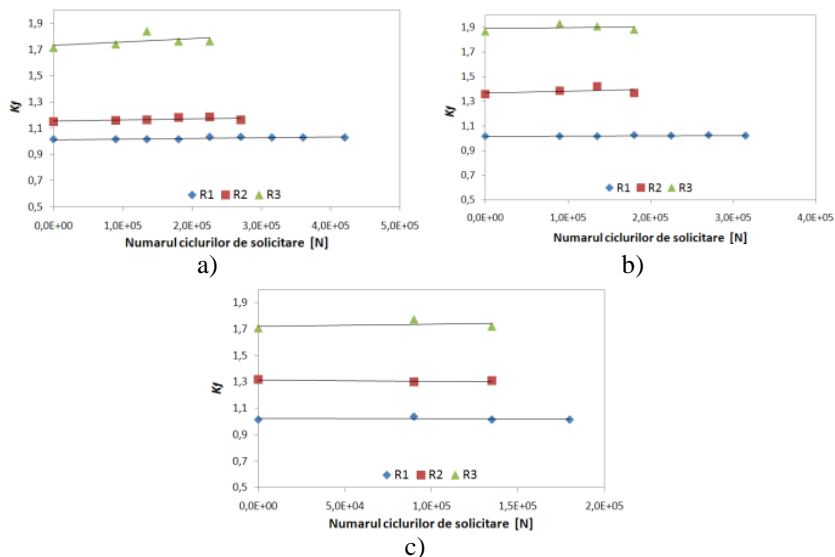 1,9
1,7
1,5
1,3
1,1
0,9
0,7
0,5
Kf
R1 R2 R3
0,0E+00 1,0E+05 2,0E+05 3,0E+05 4,0E+05 5,0E+05
Numarul ciclurilor de solicitare [N]
a)
1,9
1,7
1,5
1,3
1,1
0,9
0,7
0,5
Kf
R1 R2 R3
0,0E+00 1,0E+05 2,0E+05 3,0E+05 4,0E+05
Numarul ciclurilor de solicitare [N]
b)
1,9
1,7
1,5
1,3
1,1
0,9
0,7
0,5
Kf
R1 R2 R3
0,0E+00 5,0E+04 1,0E+05 1,5E+05 2,0E+05
Numarul ciclurilor de solicitare [N]
c)